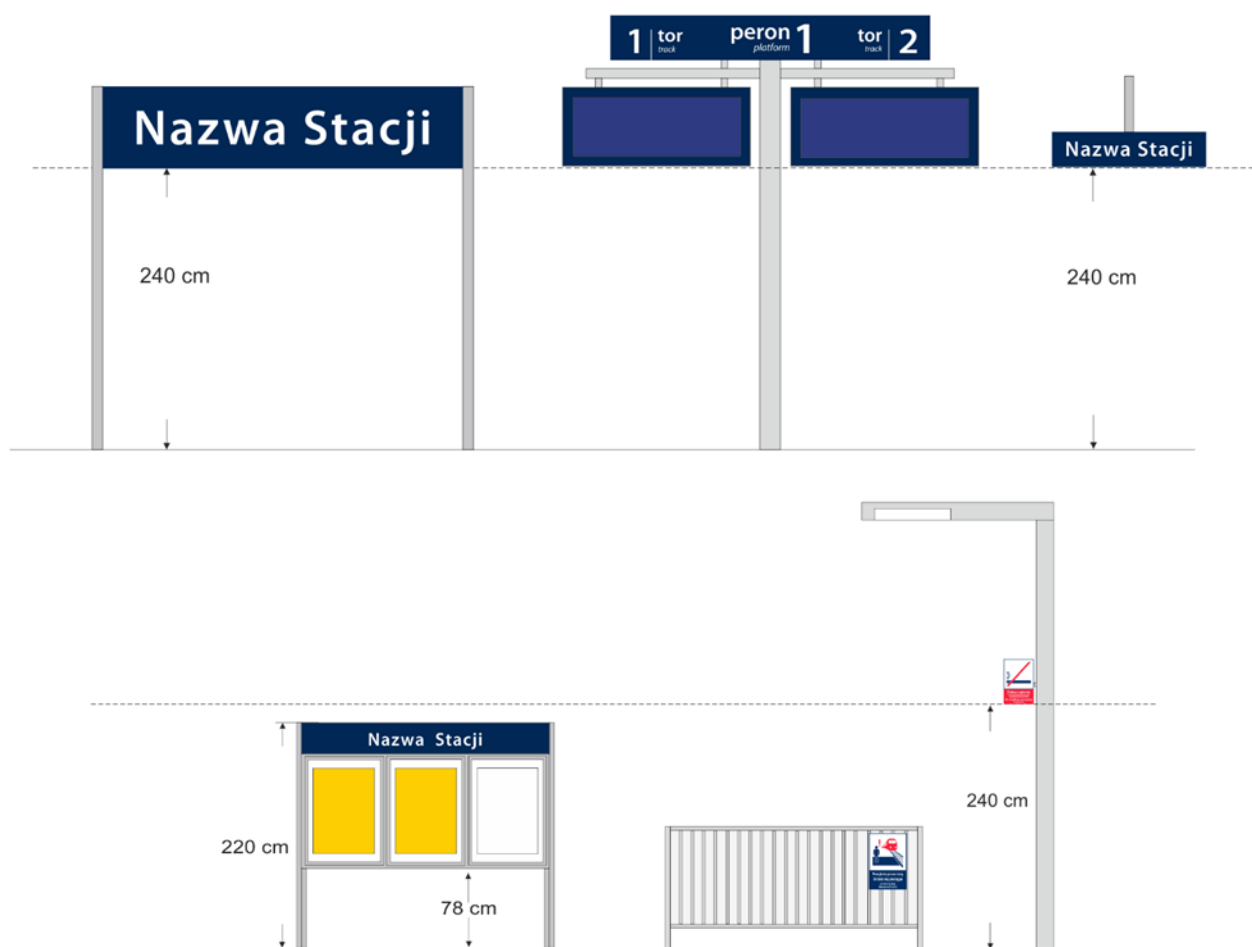 1 tor track peron platform 1 tor track 2
Nazwa Stacji
Nazwa Stacji
240 cm
240 cm
Nazwa Stacji
220 cm
240 cm
78 cm